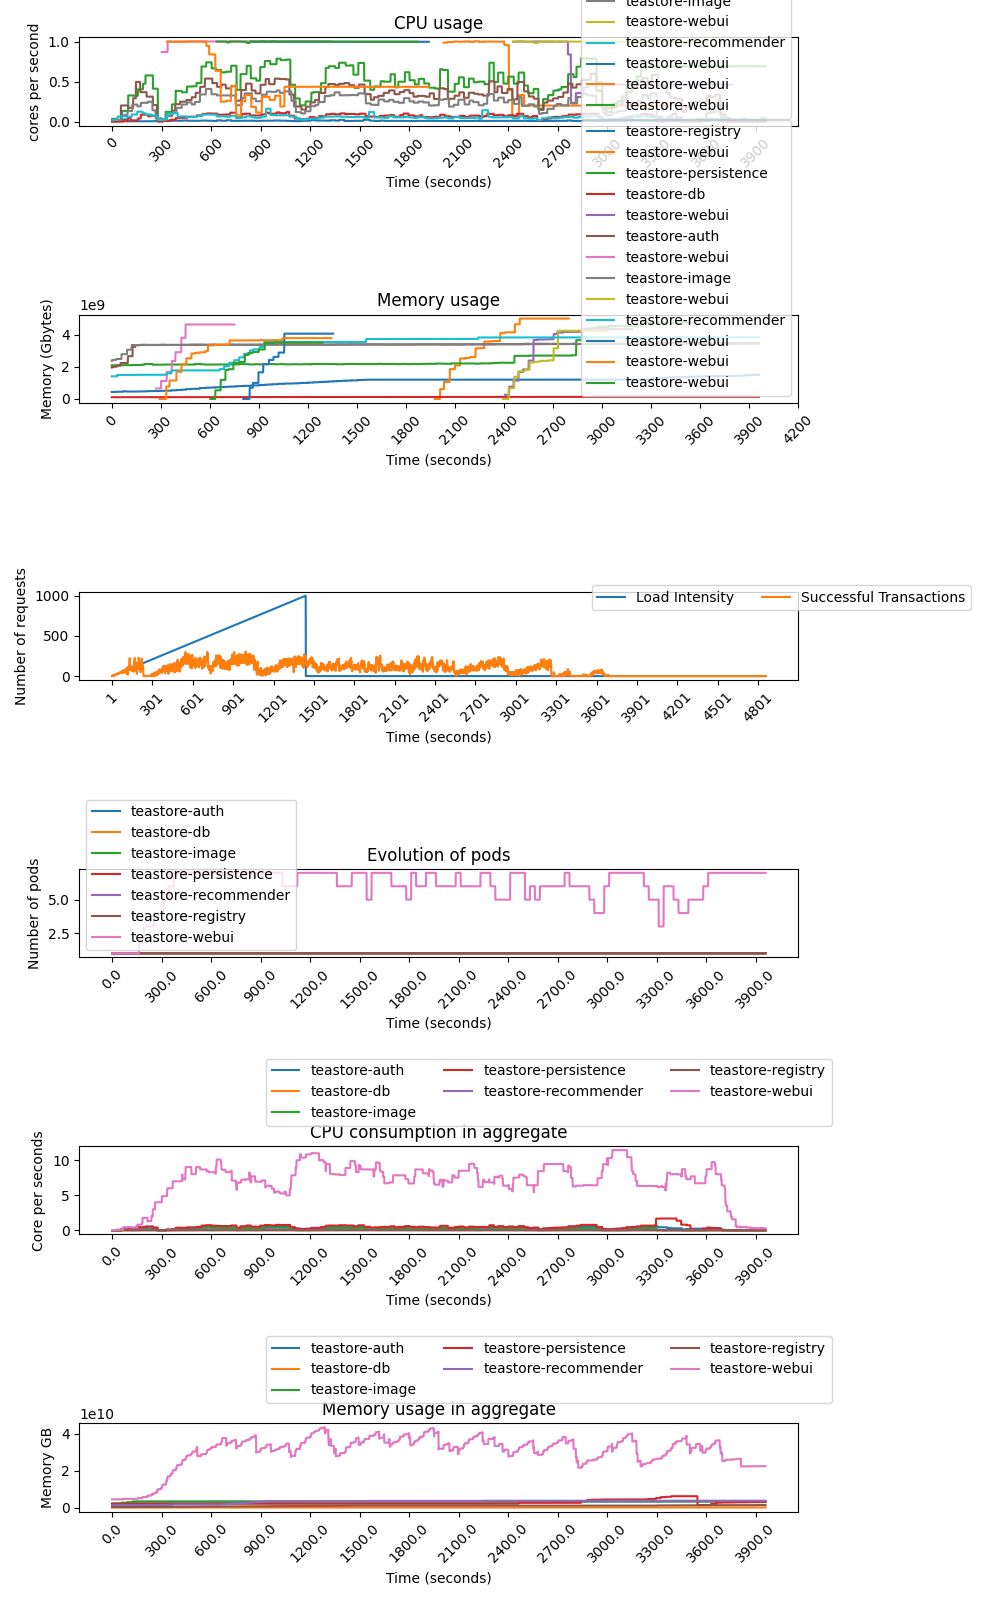 teastore-image
CPU usage
teastore-webui
teastore-recommender
teastore-webui
teastore-webui
teastore-webui
cores per second
1.0
0.5
0.0
0
300
600
900
1200
1500
1800
2100
2400
2700
3000
3300
3600
3900
Time (seconds)
teastore-registry
teastore-webui
teastore-persistence
teastore-db
teastore-webui
teastore-auth
teastore-webui
teastore-image
teastore-webui
teastore-recommender
teastore-webui
teastore-webui
teastore-webui
Memory usage
1e9
Memory (Gbytes)
4
2
0
0
300
600
900
1200
1500
1800
2100
2400
2700
3000
3300
3600
3900
4200
Time (seconds)
Load Intensity
Successful Transactions
Number of requests
1000
500
0
1
301
601
901
1201
1501
1801
2101
2401
2701
3001
3301
3601
3901
4201
4501
4801
Time (seconds)
teastore-auth
teastore-db
teastore-image
teastore-persistence
teastore-recommender
teastore-registry
teastore-webui
Evolution of pods
Number of pods
5.0
2.5
0.0
300.0
600.0
900.0
1200.0
1500.0
1800.0
2100.0
2400.0
2700.0
3000.0
3300.0
3600.0
3900.0
Time (seconds)
teastore-auth
teastore-persistence
teastore-registry
teastore-db
teastore-recommender
teastore-webui
teastore-image
CPU consumption in aggregate
Core per seconds
10
5
0
0.0
300.0
600.0
900.0
1200.0
1500.0
1800.0
2100.0
2400.0
2700.0
3000.0
3300.0
3600.0
3900.0
Time (seconds)
teastore-auth
teastore-persistence
teastore-registry
teastore-db
teastore-recommender
teastore-webui
teastore-image
Memory usage in aggregate
1e10
Memory GB
4
2
0
0.0
300.0
600.0
900.0
1200.0
1500.0
1800.0
2100.0
2400.0
2700.0
3000.0
3300.0
3600.0
3900.0
Time (seconds)